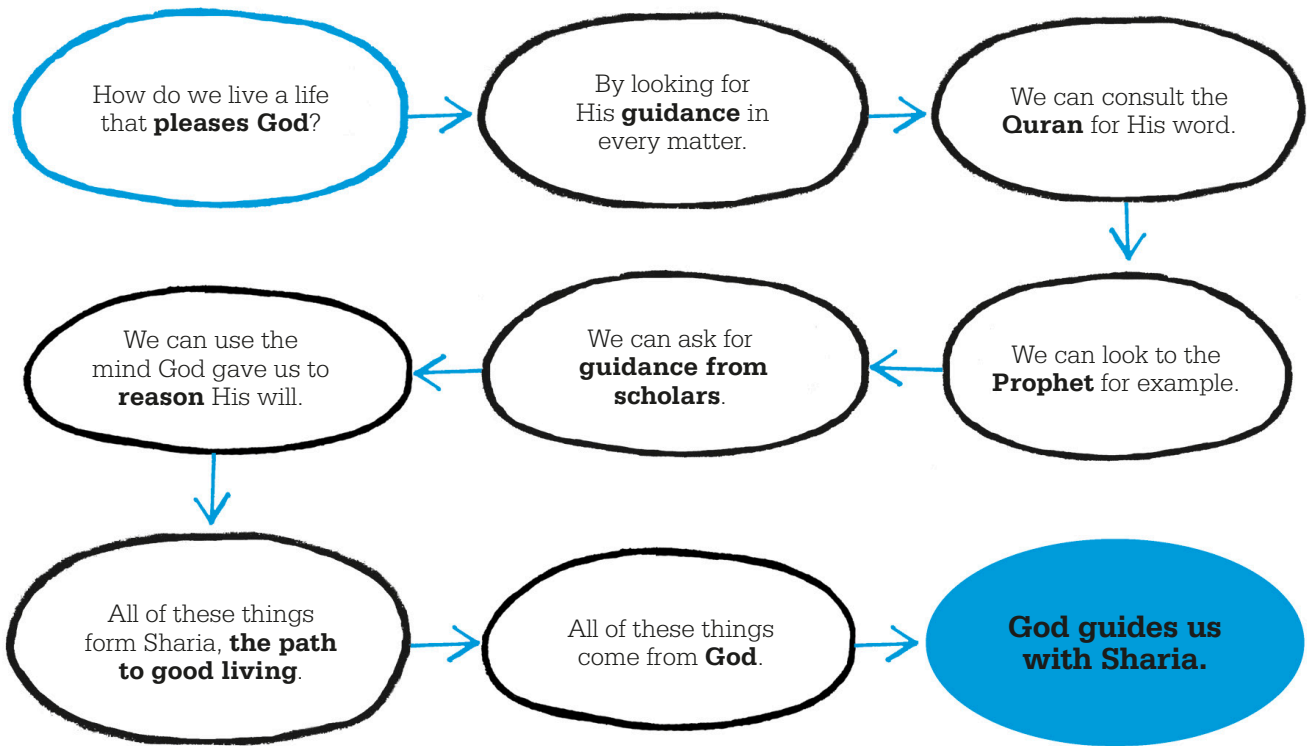 How do we live a life
that pleases God?
By looking for
His guidance in
every matter.
We can consult the
Quran for His word.
We can look to the
Prophet for example.
We can ask for
guidance from
scholars.
We can use the
mind God gave us to
reason His will.
All of these things
form Sharia, the path
to good living.
All of these things
come from God.
God guides us
with Sharia.